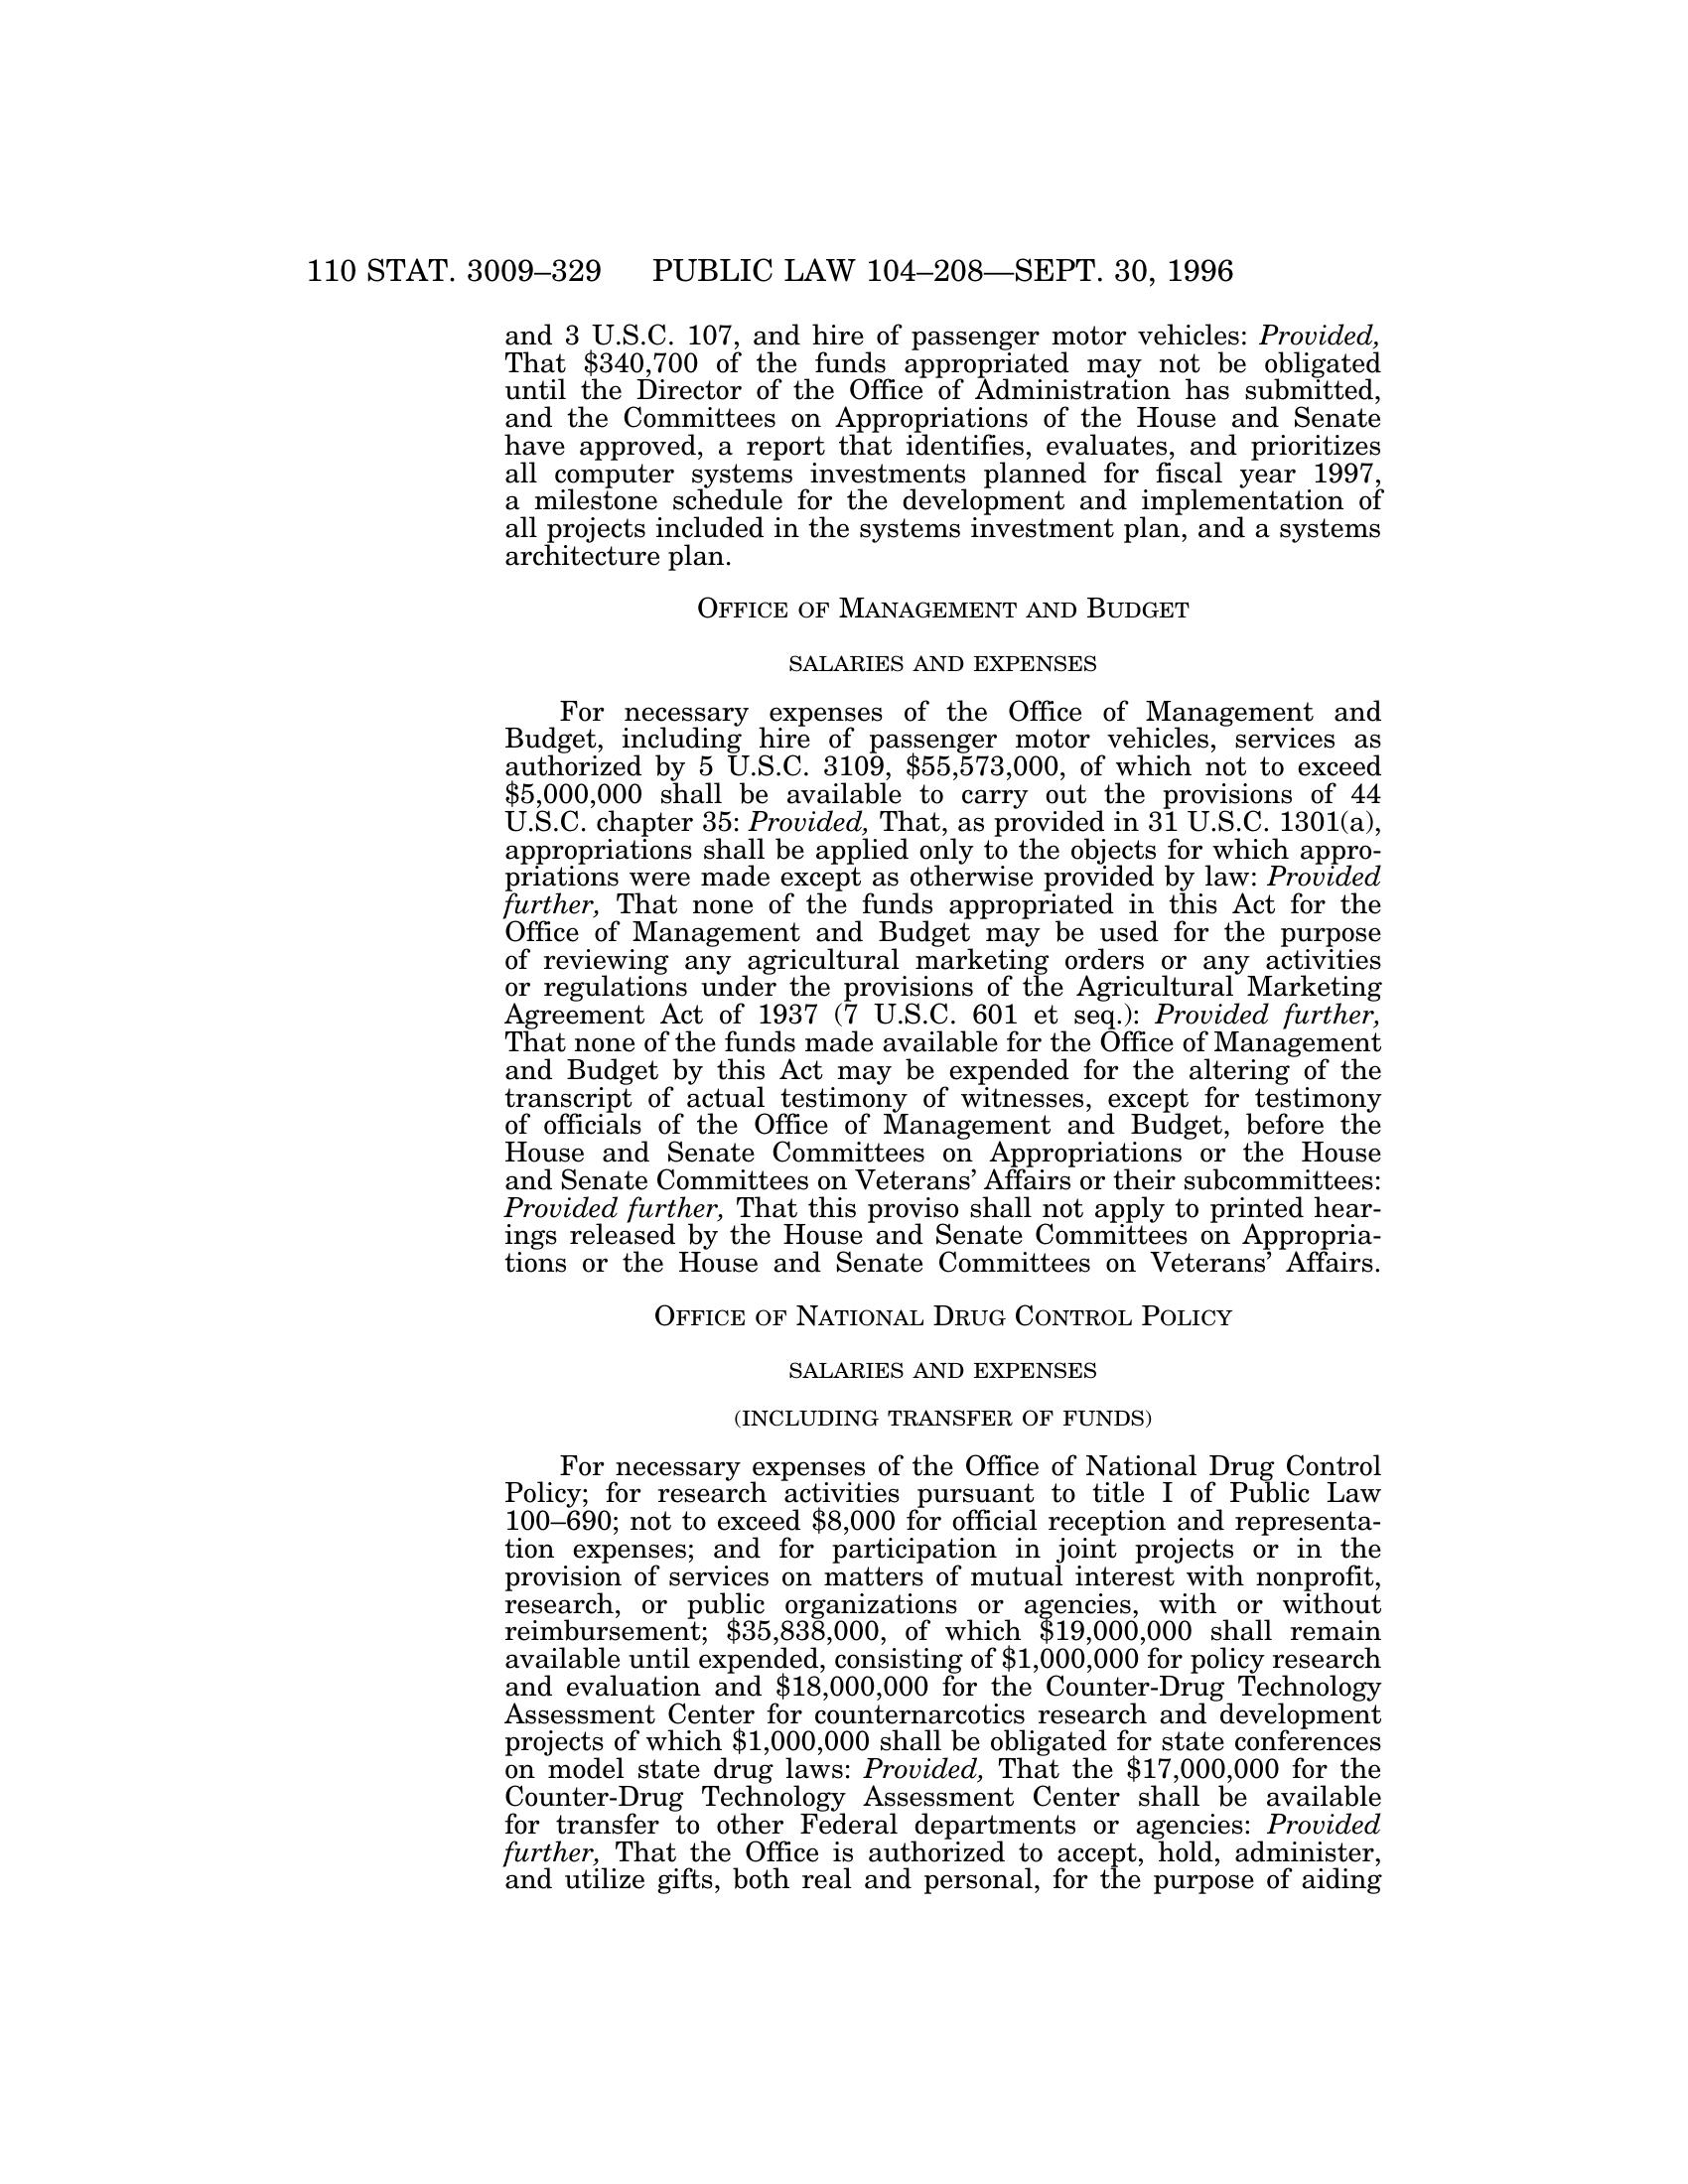 110 STAT. 3009–329 PUBLIC LAW 104–208—SEPT. 30, 1996
and 3 U.S.C. 107, and hire of passenger motor vehicles: Provided,
That $340,700 of the funds appropriated may not be obligated
until the Director of the Office of Administration has submitted,
and the Committees on Appropriations of the House and Senate
have approved, a report that identifies, evaluates, and prioritizes
all computer systems investments planned for fiscal year 1997,
a milestone schedule for the development and implementation of
all projects included in the systems investment plan, and a systems
architecture plan.
OFFICE OF MANAGEMENT AND BUDGET
SALARIES AND EXPENSES
For necessary expenses of the Office of Management and
Budget, including hire of passenger motor vehicles, services as
authorized by 5 U.S.C. 3109, $55,573,000, of which not to exceed
$5,000,000 shall be available to carry out the provisions of 44
U.S.C. chapter 35: Provided, That, as provided in 31 U.S.C. 1301(a),
appropriations shall be applied only to the objects for which appro-
priations were made except as otherwise provided by law: Provided
further, That none of the funds appropriated in this Act for the
Office of Management and Budget may be used for the purpose
of reviewing any agricultural marketing orders or any activities
or regulations under the provisions of the Agricultural Marketing
Agreement Act of 1937 (7 U.S.C. 601 et seq.): Provided further,
That none of the funds made available for the Office of Management
and Budget by this Act may be expended for the altering of the
transcript of actual testimony of witnesses, except for testimony
of officials of the Office of Management and Budget, before the
House and Senate Committees on Appropriations or the House
and Senate Committees on Veterans’ Affairs or their subcommittees:
Provided further, That this proviso shall not apply to printed hear-
ings released by the House and Senate Committees on Appropria-
tions or the House and Senate Committees on Veterans’ Affairs.
OFFICE OF NATIONAL DRUG CONTROL POLICY
SALARIES AND EXPENSES
(INCLUDING TRANSFER OF FUNDS)
For necessary expenses of the Office of National Drug Control
Policy; for research activities pursuant to title I of Public Law
100–690; not to exceed $8,000 for official reception and representa-
tion expenses; and for participation in joint projects or in the
provision of services on matters of mutual interest with nonprofit,
research, or public organizations or agencies, with or without
reimbursement; $35,838,000, of which $19,000,000 shall remain
available until expended, consisting of $1,000,000 for policy research
and evaluation and $18,000,000 for the Counter-Drug Technology
Assessment Center for counternarcotics research and development
projects of which $1,000,000 shall be obligated for state conferences
on model state drug laws: Provided, That the $17,000,000 for the
Counter-Drug Technology Assessment Center shall be available
for transfer to other Federal departments or agencies: Provided
further, That the Office is authorized to accept, hold, administer,
and utilize gifts, both real and personal, for the purpose of aiding